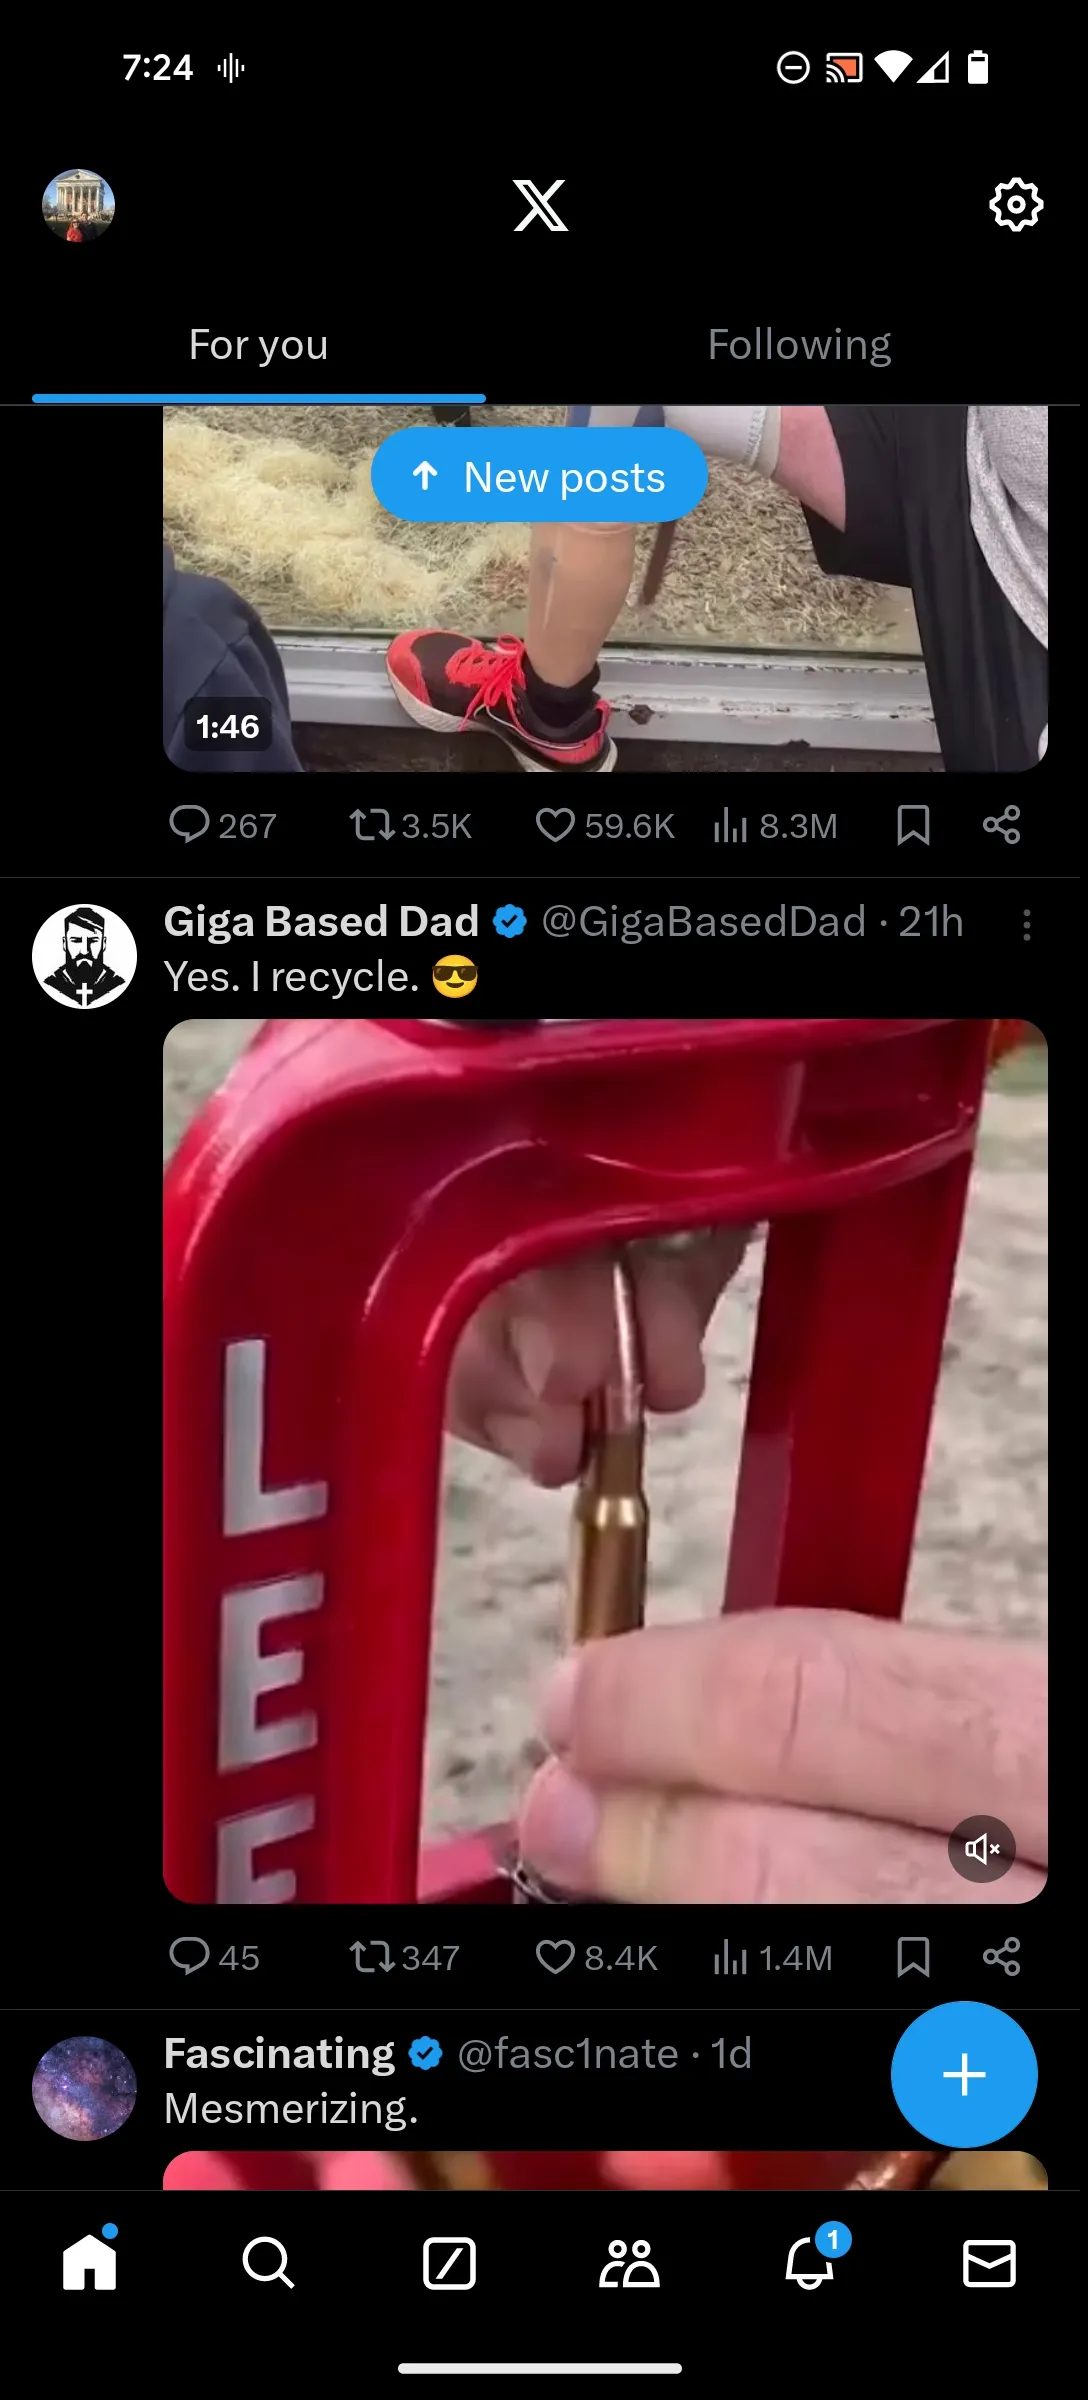 7:24
For you
Following
New posts
1:46
267
3.5K
59.6K
8.3M
Giga Based Dad @GigaBasedDad · 21h
Yes. I recycle. 😎
LEE
45
347
8.4K
1.4M
Fascinating @fasc1nate · 1d
Mesmerizing.
1